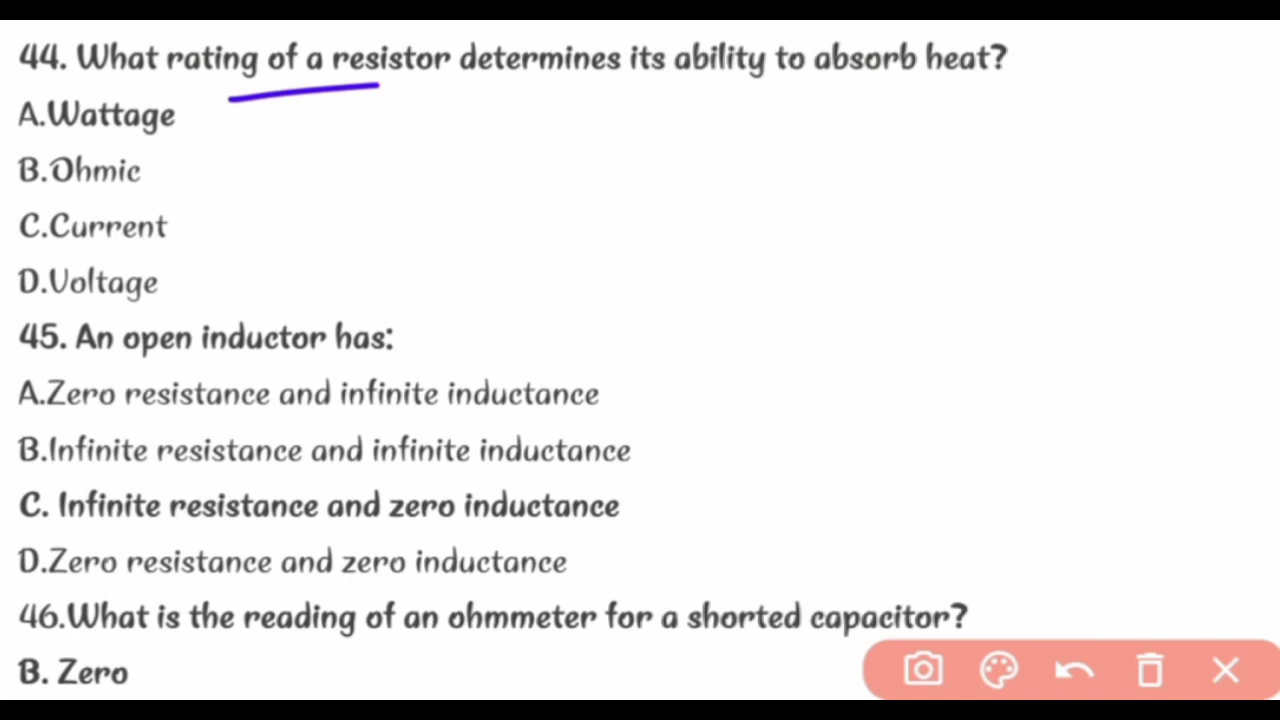 44. What rating of a resistor determines its ability to absorb heat?
A.Wattage
B.Ohmic
C.Current
D.Voltage
45. An open inductor has:
A.Zero resistance and infinite inductance
B.Infinite resistance and infinite inductance
C. Infinite resistance and zero inductance
D.Zero resistance and zero inductance
46.What is the reading of an ohmmeter for a shorted capacitor?
B. Zero